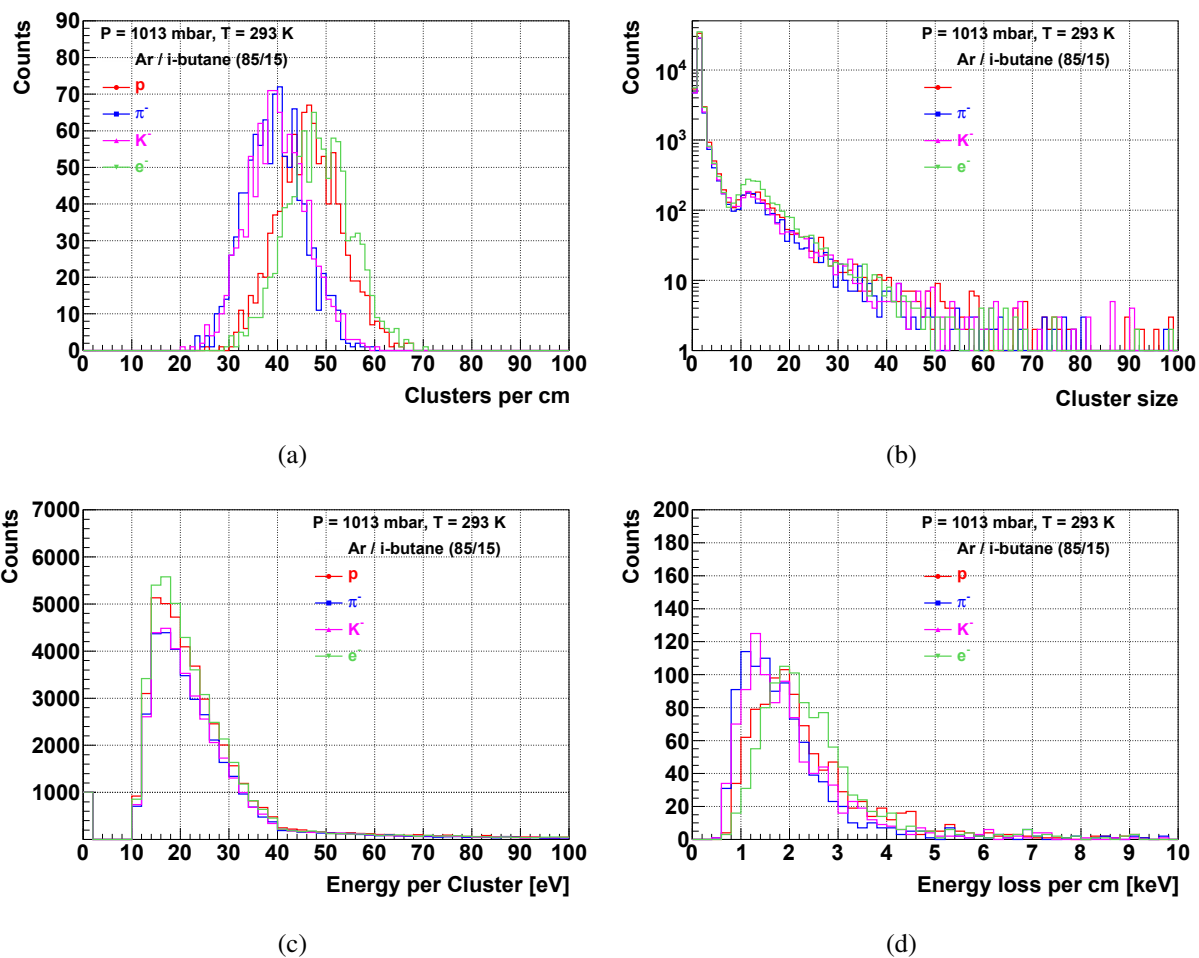 P = 1013 mbar, T = 293 K
Ar / i-butane (85/15)
p
π-
K-
e-
Counts
90
80
70
60
50
40
30
20
10
0
0 10 20 30 40 50 60 70 80 90 100
Clusters per cm
(a)
P = 1013 mbar, T = 293 K
Ar / i-butane (85/15)
π-
K-
e-
Counts
10⁴
10³
10²
10
1
0 10 20 30 40 50 60 70 80 90 100
Cluster size
(b)
P = 1013 mbar, T = 293 K
Ar / i-butane (85/15)
p
π-
K-
e-
Counts
7000
6000
5000
4000
3000
2000
1000
0 10 20 30 40 50 60 70 80 90 100
Energy per Cluster [eV]
(c)
P = 1013 mbar, T = 293 K
Ar / i-butane (85/15)
p
π-
K-
e-
Counts
200
180
160
140
120
100
80
60
40
20
0
0 1 2 3 4 5 6 7 8 9 10
Energy loss per cm [keV]
(d)